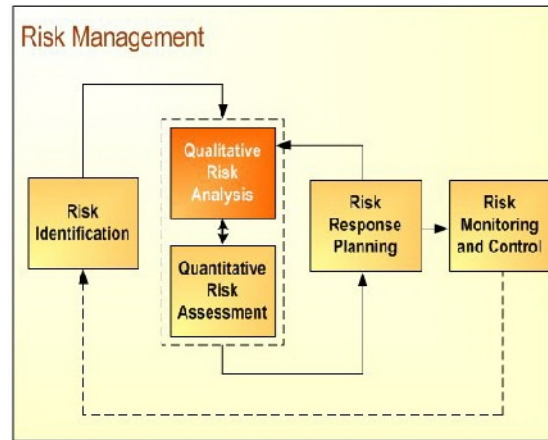 Risk Management
Qualitative
Risk
Analysis
Risk
Identification
Quantitative
Risk
Assessment
Risk
Response
Planning
Risk
Monitoring
and Control